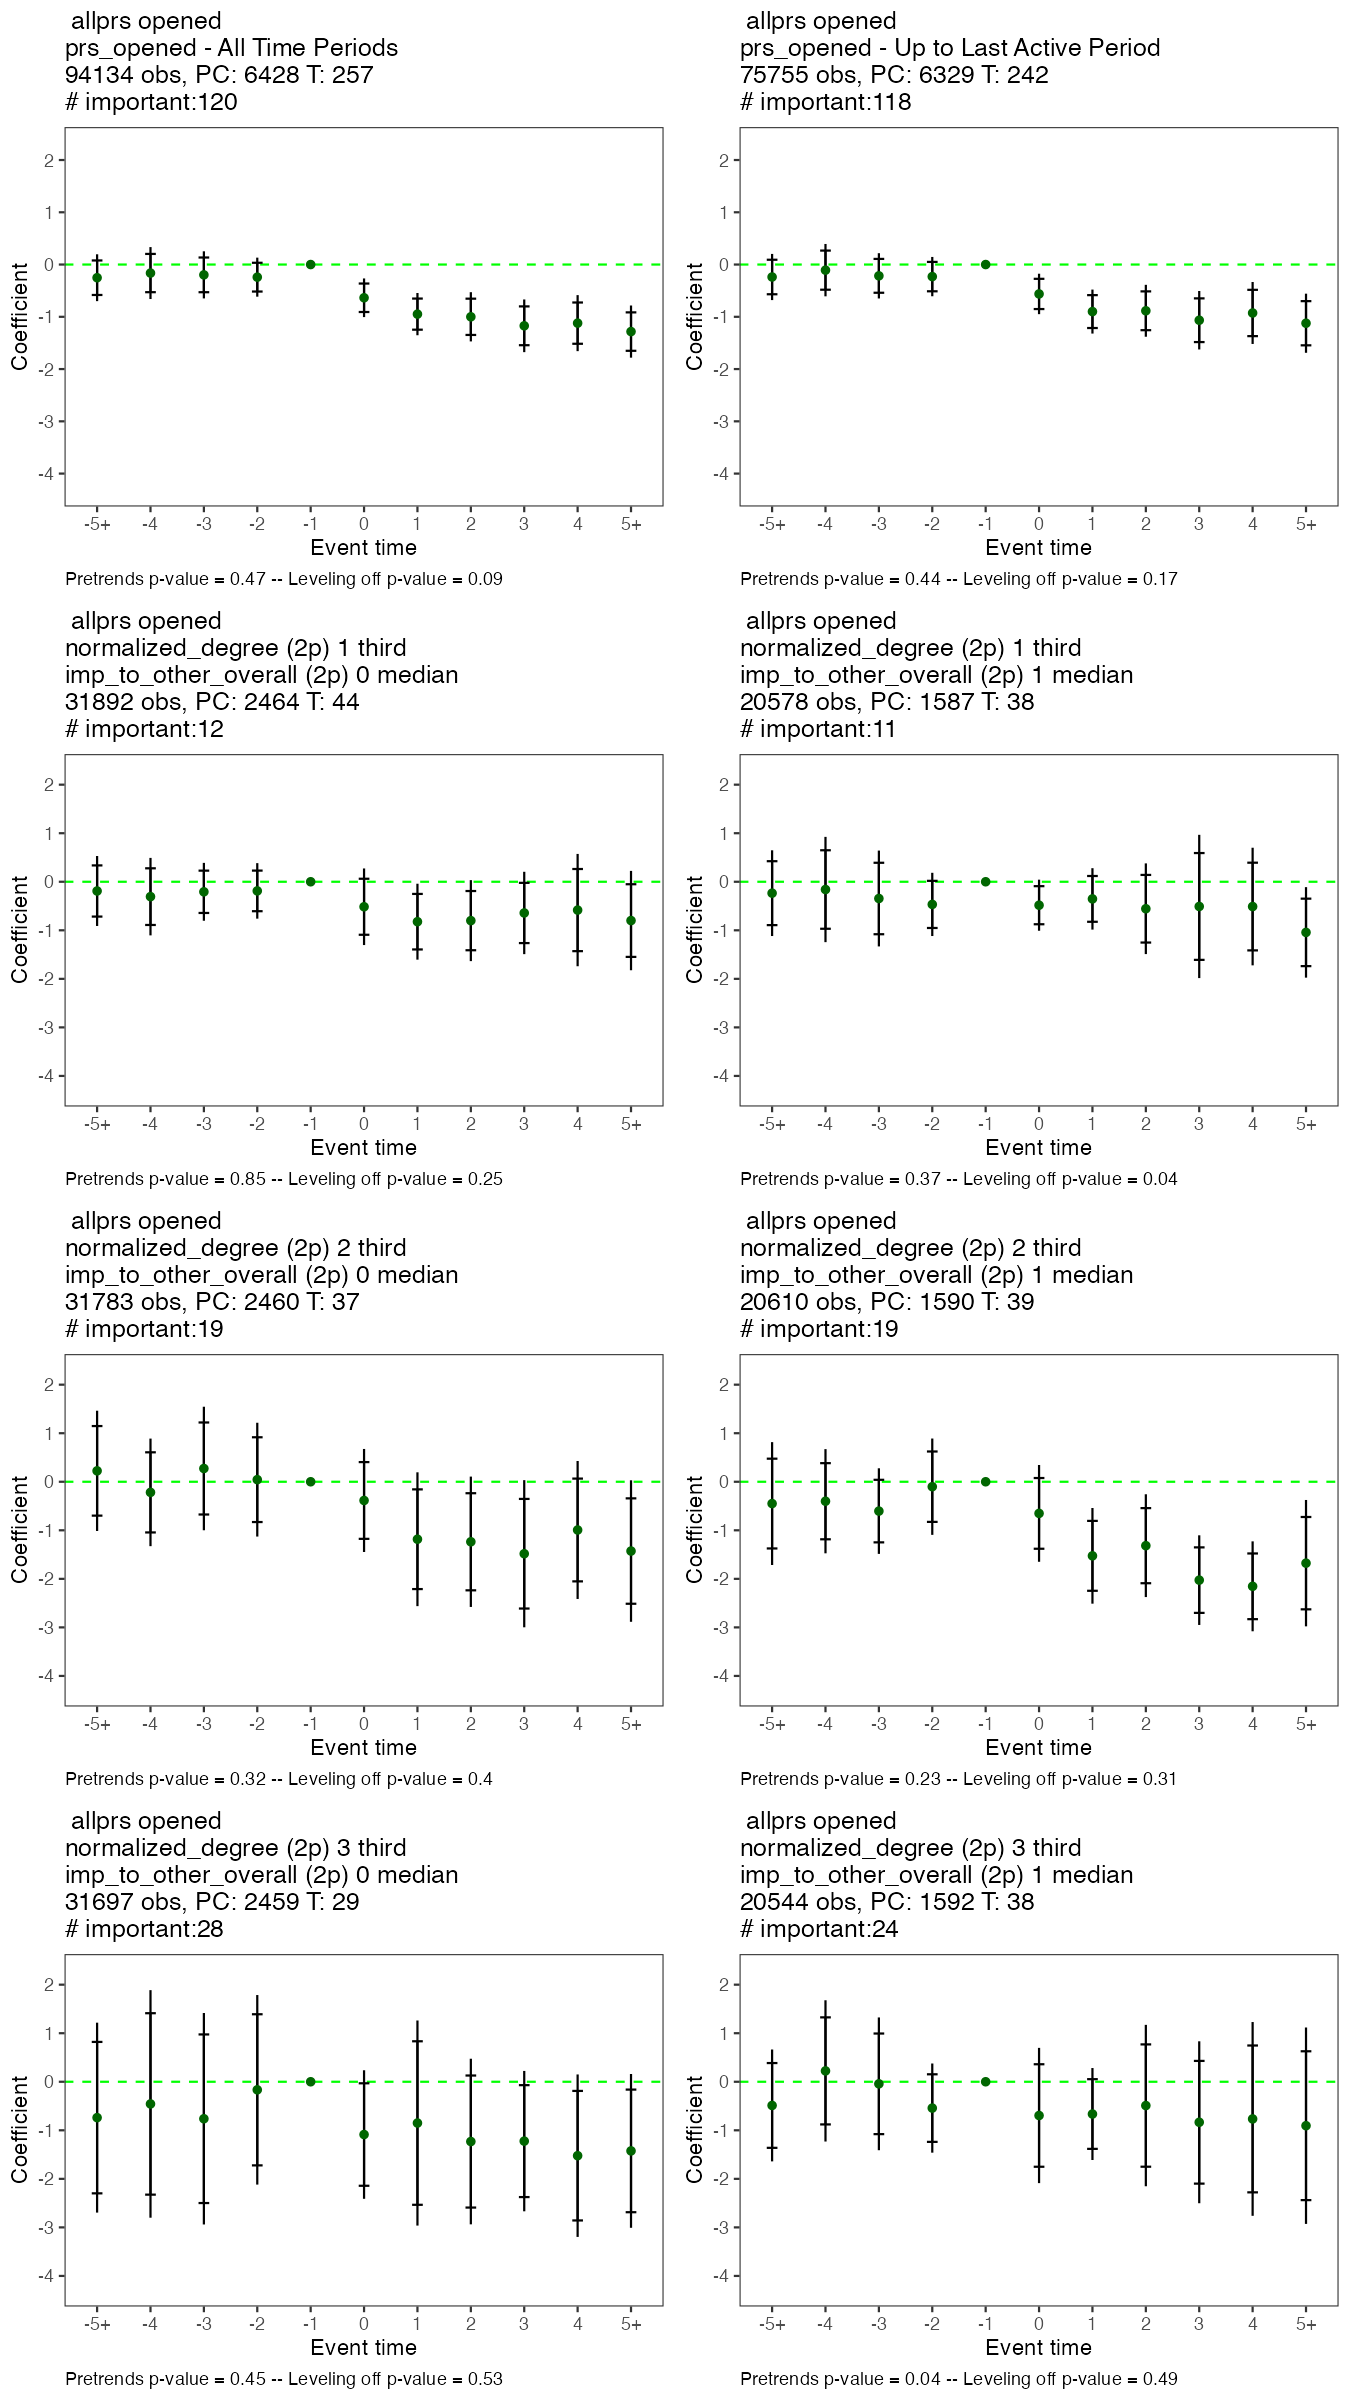 allprs opened
prs_opened - All Time Periods
94134 obs, PC: 6428 T: 257
# important:120
2
1
0
-1
-2
-3
-4
Coefficient
-5+ -4 -3 -2 -1 0 1 2 3 4 5+
Event time
Pretrends p-value = 0.47 -- Leveling off p-value = 0.09
allprs opened
prs_opened - Up to Last Active Period
75755 obs, PC: 6329 T: 242
# important:118
2
1
0
-1
-2
-3
-4
Coefficient
-5+ -4 -3 -2 -1 0 1 2 3 4 5+
Event time
Pretrends p-value = 0.44 -- Leveling off p-value = 0.17
allprs opened
normalized_degree (2p) 1 third
imp_to_other_overall (2p) 0 median
31892 obs, PC: 2464 T: 44
# important:12
2
1
0
-1
-2
-3
-4
Coefficient
-5+ -4 -3 -2 -1 0 1 2 3 4 5+
Event time
Pretrends p-value = 0.85 -- Leveling off p-value = 0.25
allprs opened
normalized_degree (2p) 1 third
imp_to_other_overall (2p) 1 median
20578 obs, PC: 1587 T: 38
# important:11
2
1
0
-1
-2
-3
-4
Coefficient
-5+ -4 -3 -2 -1 0 1 2 3 4 5+
Event time
Pretrends p-value = 0.37 -- Leveling off p-value = 0.04
allprs opened
normalized_degree (2p) 2 third
imp_to_other_overall (2p) 0 median
31783 obs, PC: 2460 T: 37
# important:19
2
1
0
-1
-2
-3
-4
Coefficient
-5+ -4 -3 -2 -1 0 1 2 3 4 5+
Event time
Pretrends p-value = 0.32 -- Leveling off p-value = 0.4
allprs opened
normalized_degree (2p) 2 third
imp_to_other_overall (2p) 1 median
20610 obs, PC: 1590 T: 39
# important:19
2
1
0
-1
-2
-3
-4
Coefficient
-5+ -4 -3 -2 -1 0 1 2 3 4 5+
Event time
Pretrends p-value = 0.23 -- Leveling off p-value = 0.31
allprs opened
normalized_degree (2p) 3 third
imp_to_other_overall (2p) 0 median
31697 obs, PC: 2459 T: 29
# important:28
2
1
0
-1
-2
-3
-4
Coefficient
-5+ -4 -3 -2 -1 0 1 2 3 4 5+
Event time
Pretrends p-value = 0.45 -- Leveling off p-value = 0.53
allprs opened
normalized_degree (2p) 3 third
imp_to_other_overall (2p) 1 median
20544 obs, PC: 1592 T: 38
# important:24
2
1
0
-1
-2
-3
-4
Coefficient
-5+ -4 -3 -2 -1 0 1 2 3 4 5+
Event time
Pretrends p-value = 0.04 -- Leveling off p-value = 0.49